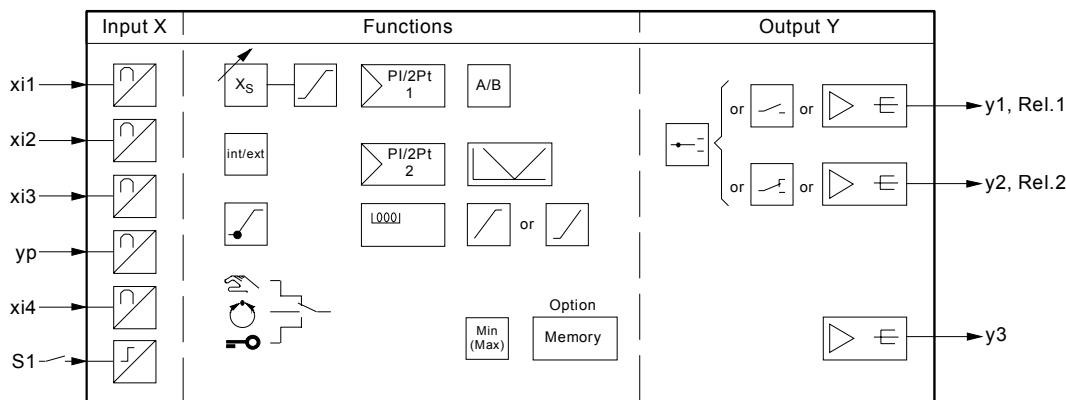 Input X
Functions
Output Y
xi1
xi2
xi3
yp
xi4
S1
XS
PI/2Pt
1
A/B
int/ext
PI/2Pt
2
000
or
Option
Min
(Max)
Memory
or
or
y1, Rel.1
or
or
y2, Rel.2
y3